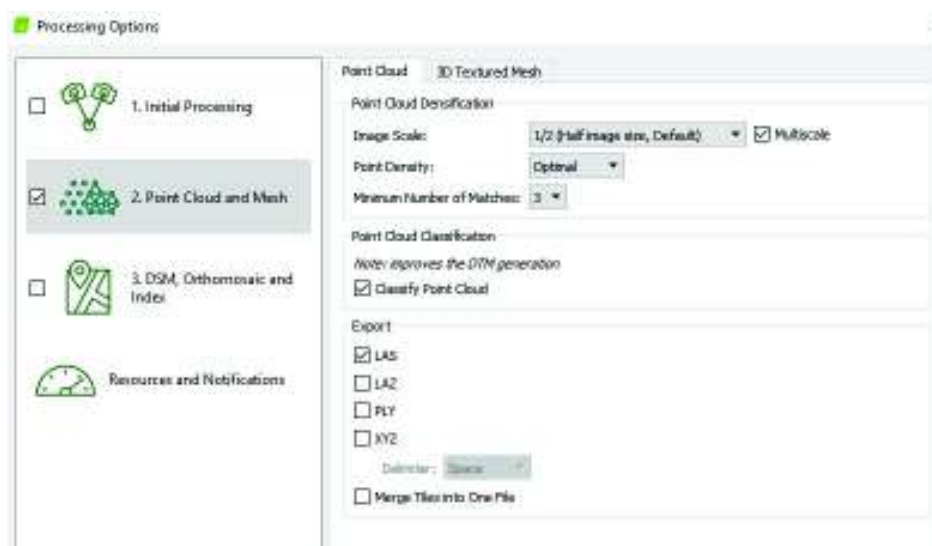 Processing Options
1. Initial Processing
2. Point Cloud and Mesh
3. DSM, Orthomosaic and
Index
Resources and Notifications
Point Cloud
3D Textured Mesh
Point Cloud Densification
Image Scale:
1/2 (Half image size, Default)
Multiscale
Point Density:
Optimal
Minimum Number of Matches:
3
Point Cloud Classification
Note: improves the DTM generation
Classify Point Cloud
Export
LAS
LAZ
PLY
XYZ
Delimiter:
Space
Merge Tiles into One File